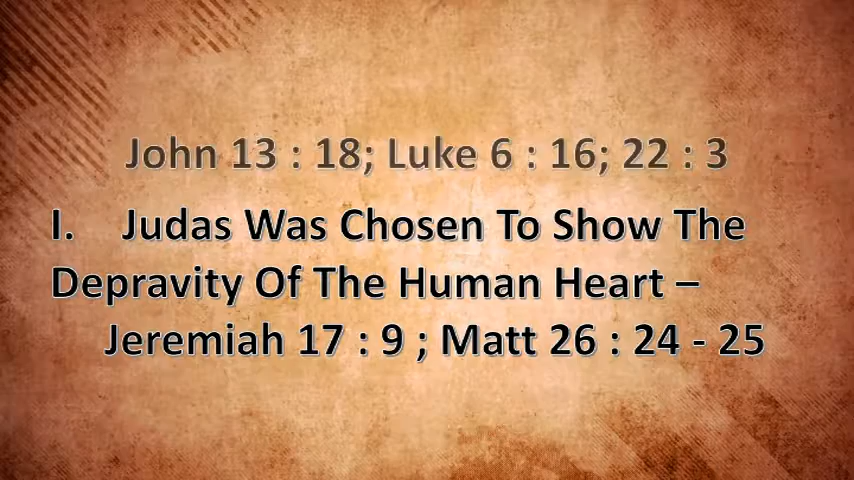 John 13 : 18; Luke 6 : 16; 22 : 3
I. Judas Was Chosen To Show The
Depravity Of The Human Heart –
Jeremiah 17 : 9 ; Matt 26 : 24 - 25